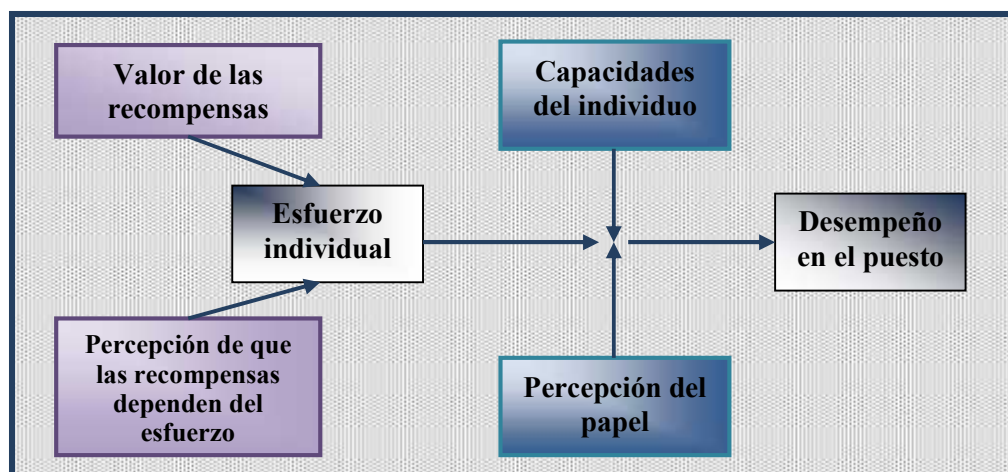 Valor de las
recompensas
Capacidades
del individuo
Esfuerzo
individual
Desempeño
en el puesto
Percepción de que
las recompensas
dependen del
esfuerzo
Percepción del
papel